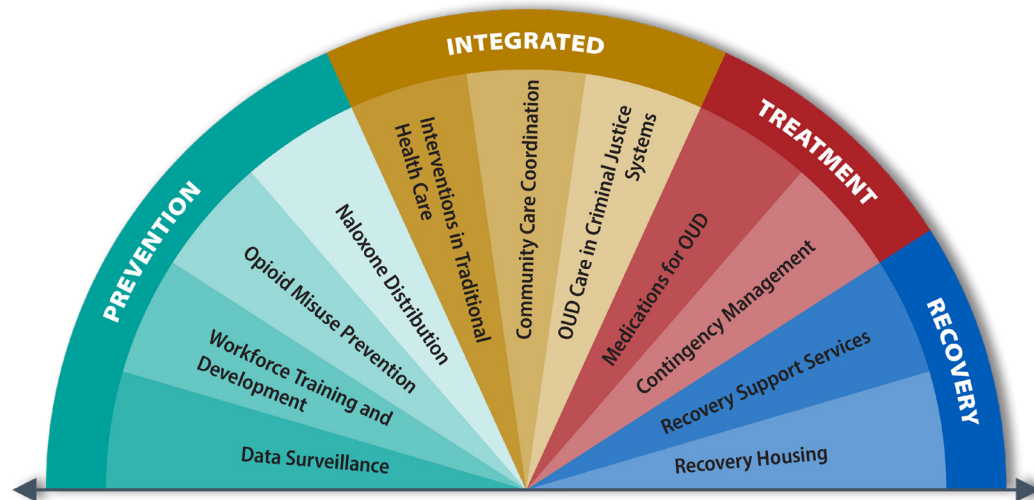 PREVENTION
INTEGRATED
TREATMENT
RECOVERY
Data Surveillance
Workforce Training and
Development
Opioid Misuse Prevention
Naloxone Distribution
Interventions in Traditional
Health Care
Community Care Coordination
OUD Care in Criminal Justice
Systems
Medications for OUD
Contingency Management
Recovery Support Services
Recovery Housing